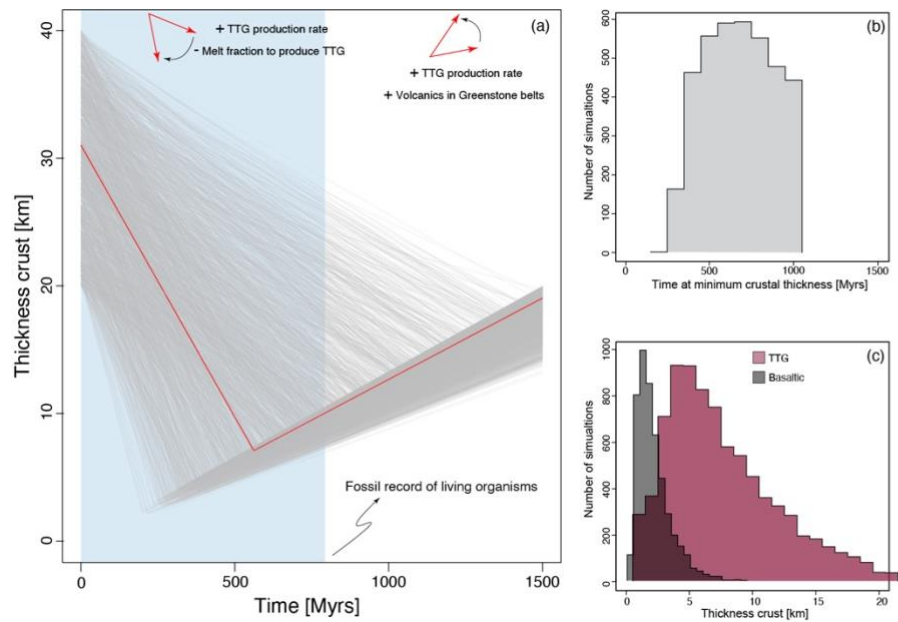 (a)
+ TTG production rate
- Melt fraction to produce TTG
+ TTG production rate
+ Volcanics in Greenstone belts
Thickness crust [km]
40
30
20
10
0
Fossil record of living organisms
0 500 1000 1500
Time [Myrs]
(b)
Number of simualtions
600
500
400
300
200
100
0
0 500 1000 1500
Time at minimum crustal thickness [Myrs]
(c)
TTG
Basaltic
Number of simualtions
1000
800
600
400
200
0
0 5 10 15 20
Thickness crust [km]